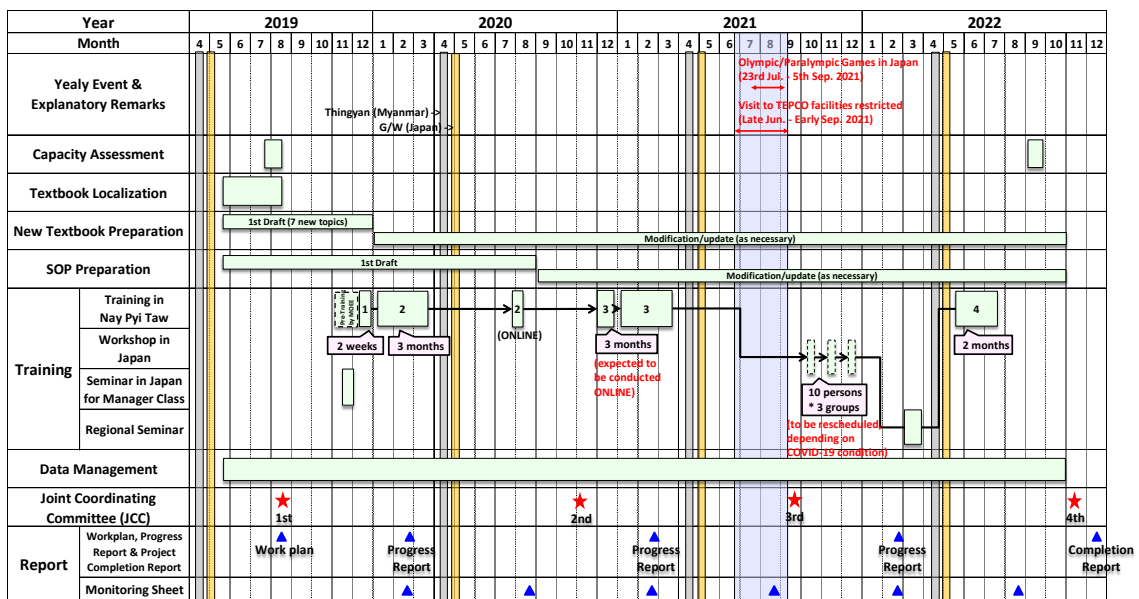 Year 2019 2020 2021 2022
Month 4 5 6 7 8 9 10 11 12 1 2 3 4 5 6 7 8 9 10 11 12 1 2 3 4 5 6 7 8 9 10 11 12 1 2 3 4 5 6 7 8 9 10 11 12
Yealy Event &
Explanatory Remarks
Olympic/Paralympic Games in Japan
(23rd Jul. - 5th Sep. 2021)
Visit to TEPCO facilities restricted
(Late Jun. - Early Sep. 2021)
Thingyan (Myanmar) ->
G/W (Japan) ->
Capacity Assessment
Textbook Localization
New Textbook Preparation
1st Draft (7 new topics)
Modification/update (as necessary)
SOP Preparation
1st Draft
Modification/update (as necessary)
Training
Training in
Nay Pyi Taw
Pre-Training
by MOEE
1 2 2 3 3 4
(ONLINE)
2 weeks
3 months
3 months
2 months
(expected to
be conducted
ONLINE)
Workshop in
Japan
10 persons
* 3 groups
(to be rescheduled
depending on
COVID-19 condition)
Seminar in Japan
for Manager Class
Regional Seminar
Data Management
Joint Coordinating
Committee (JCC)
1st 2nd 3rd 4th
Report
Workplan, Progress
Report & Project
Completion Report
Work plan
Progress
Report
Progress
Report
Progress
Report
Completion
Report
Monitoring Sheet